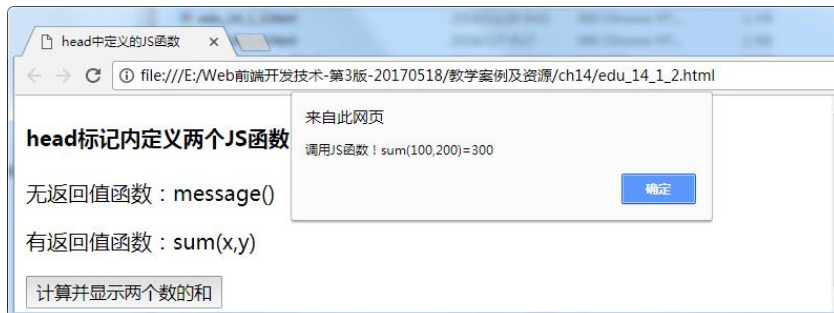 head中定义的JS函数
file:///E:/Web前端开发技术-第3版-20170518/教学案例及资源/ch14/edu_14_1_2.html
来自此网页
调用JS函数！sum(100,200)=300
确定
head标记内定义两个JS函数
无返回值函数：message()
有返回值函数：sum(x,y)
计算并显示两个数的和